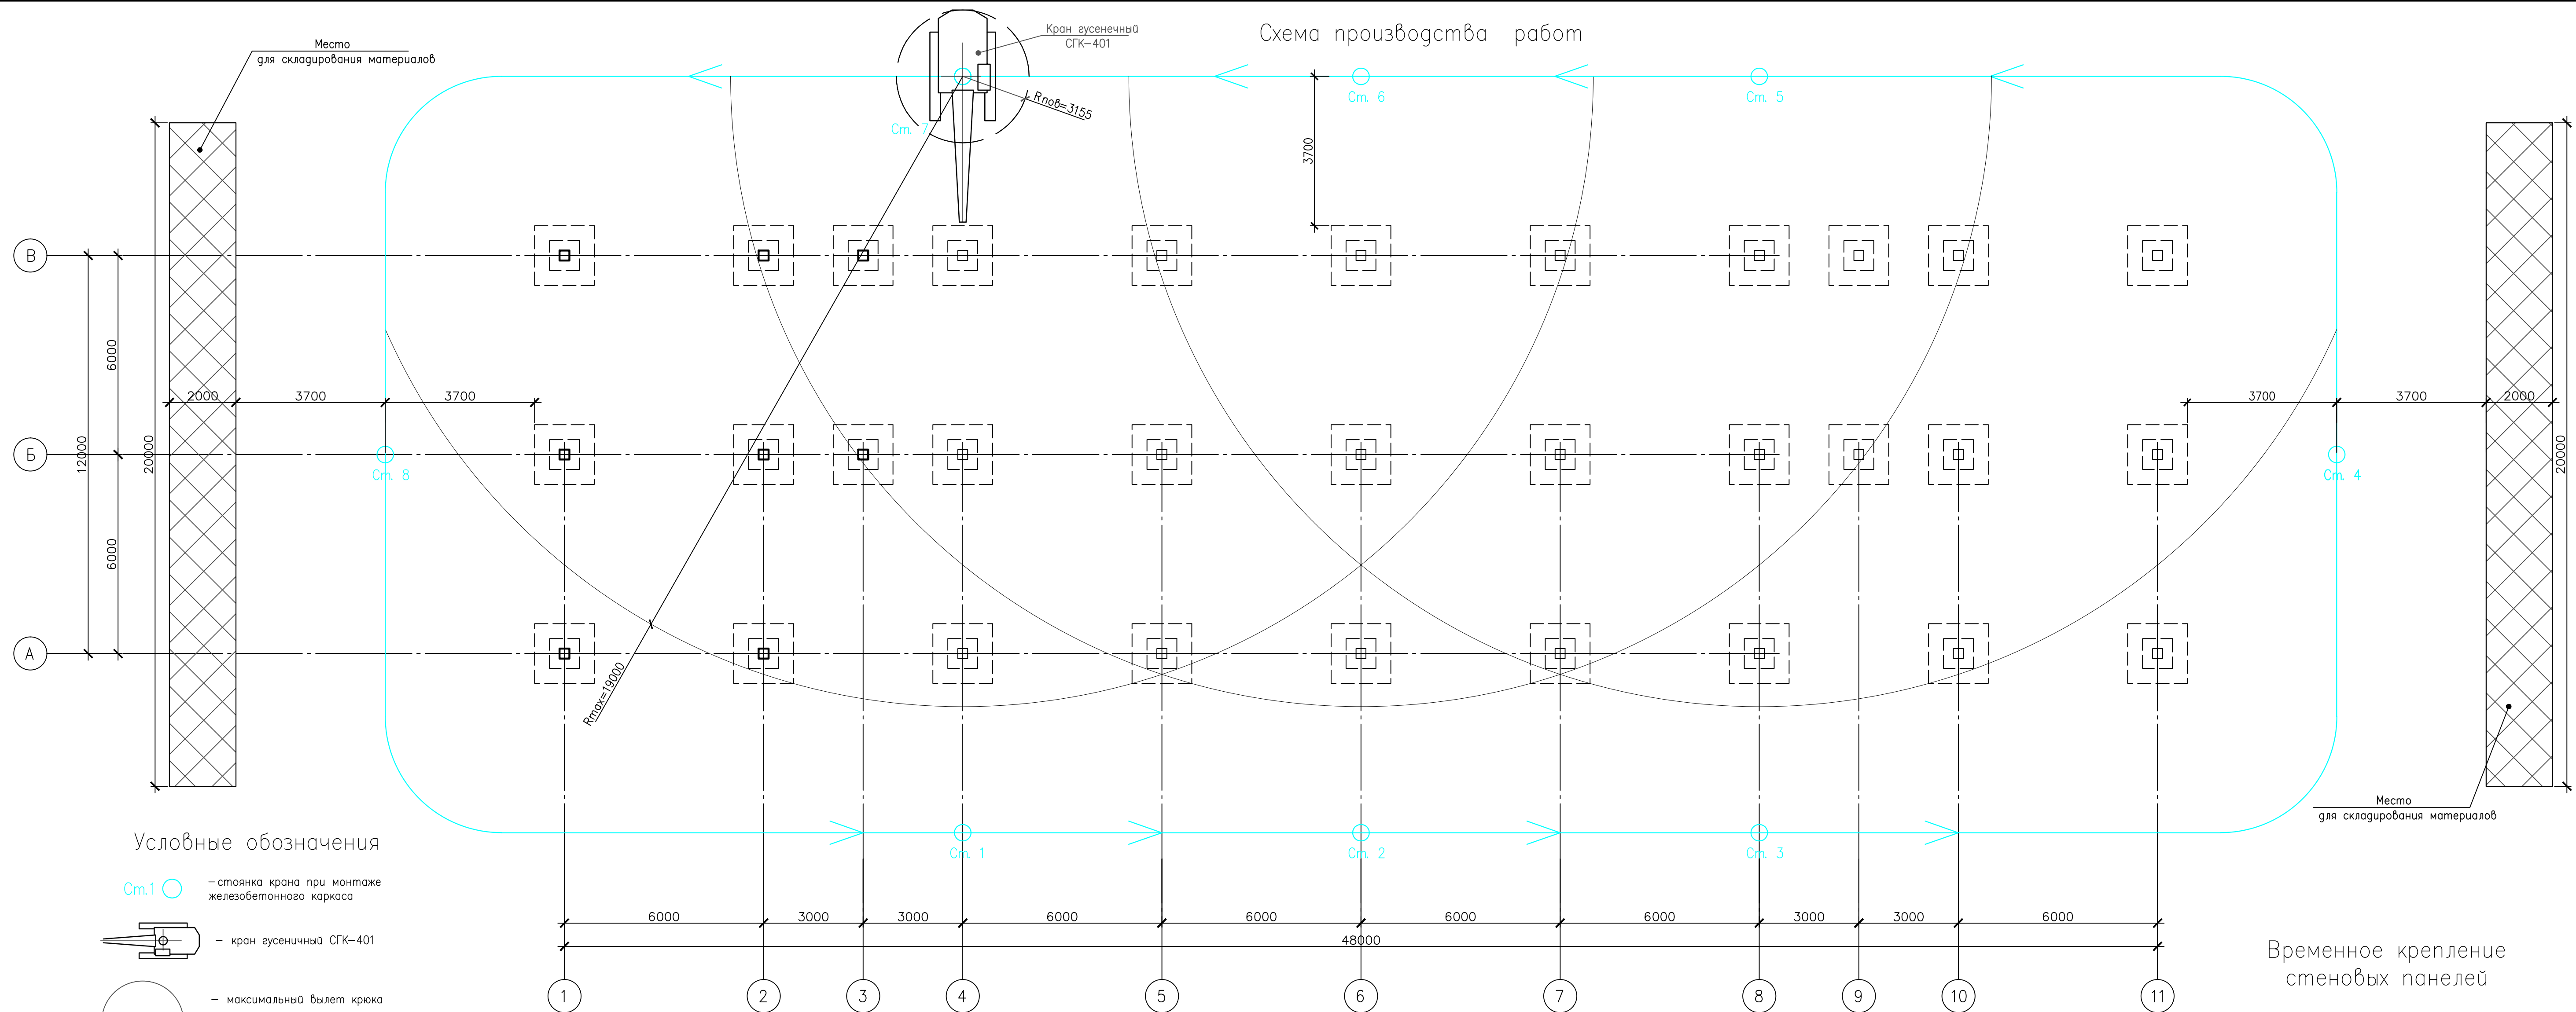 Схема производства работ
Кран гусенечный
СГК-401
Место
для складирования материалов
Rпов=3155
Ст. 7
Ст. 6
Ст. 5
3700
В
6000
12000
20000
2000
3700
3700
3700
3700
2000
20000
Б
Ст. 8
Ст. 4
6000
А
Rmax=19000
Место
для складирования материалов
Условные обозначения
Ст. 1
Ст. 2
Ст. 3
Ст.1
- стоянка крана при монтаже
железобетонного каркаса
- кран гусеничный СГК-401
- максимальный вылет крюка
6000
3000
3000
6000
6000
6000
6000
3000
3000
6000
48000
Временное крепление
стеновых панелей
1
2
3
4
5
6
7
8
9
10
11